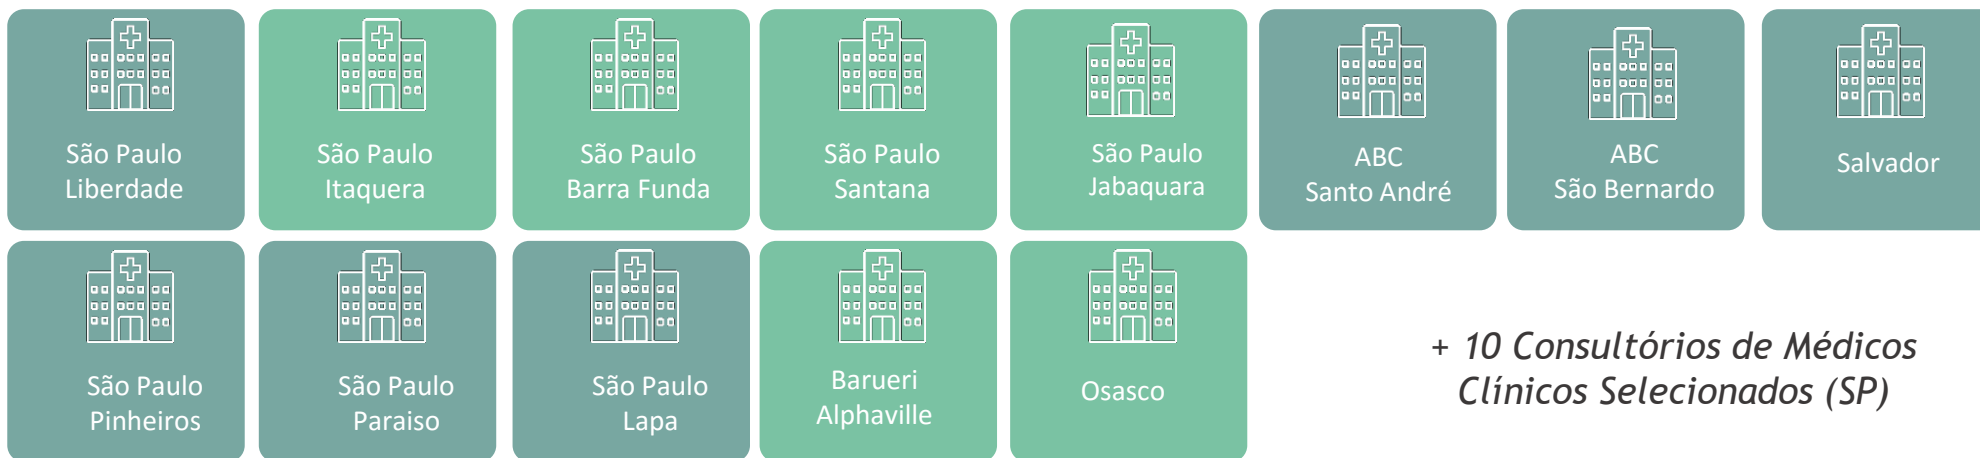 São Paulo
Liberdade
São Paulo
Itaquera
São Paulo
Barra Funda
São Paulo
Santana
São Paulo
Jabaquara
ABC
Santo André
ABC
São Bernardo
Salvador
São Paulo
Pinheiros
São Paulo
Paraiso
São Paulo
Lapa
Barueri
Alphaville
Osasco
+ 10 Consultórios de Médicos
Clínicos Selecionados (SP)